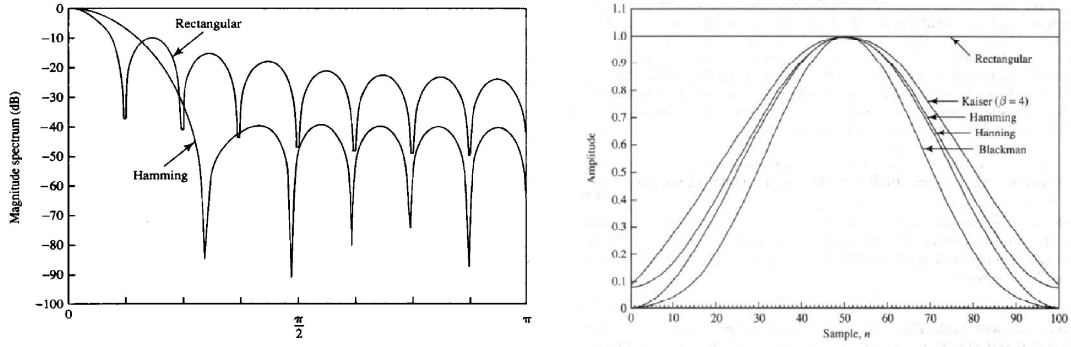 0
−10
−20
−30
−40
−50
−60
−70
−80
−90
−100
Magnitude spectrum (dB)
Rectangular
Hamming
0
π/2
π
1.1
1.0
0.9
0.8
0.7
0.6
0.5
0.4
0.3
0.2
0.1
0
Amplitude
Rectangular
Kaiser (β = 4)
Hamming
Hanning
Blackman
0 10 20 30 40 50 60 70 80 90 100
Sample, n